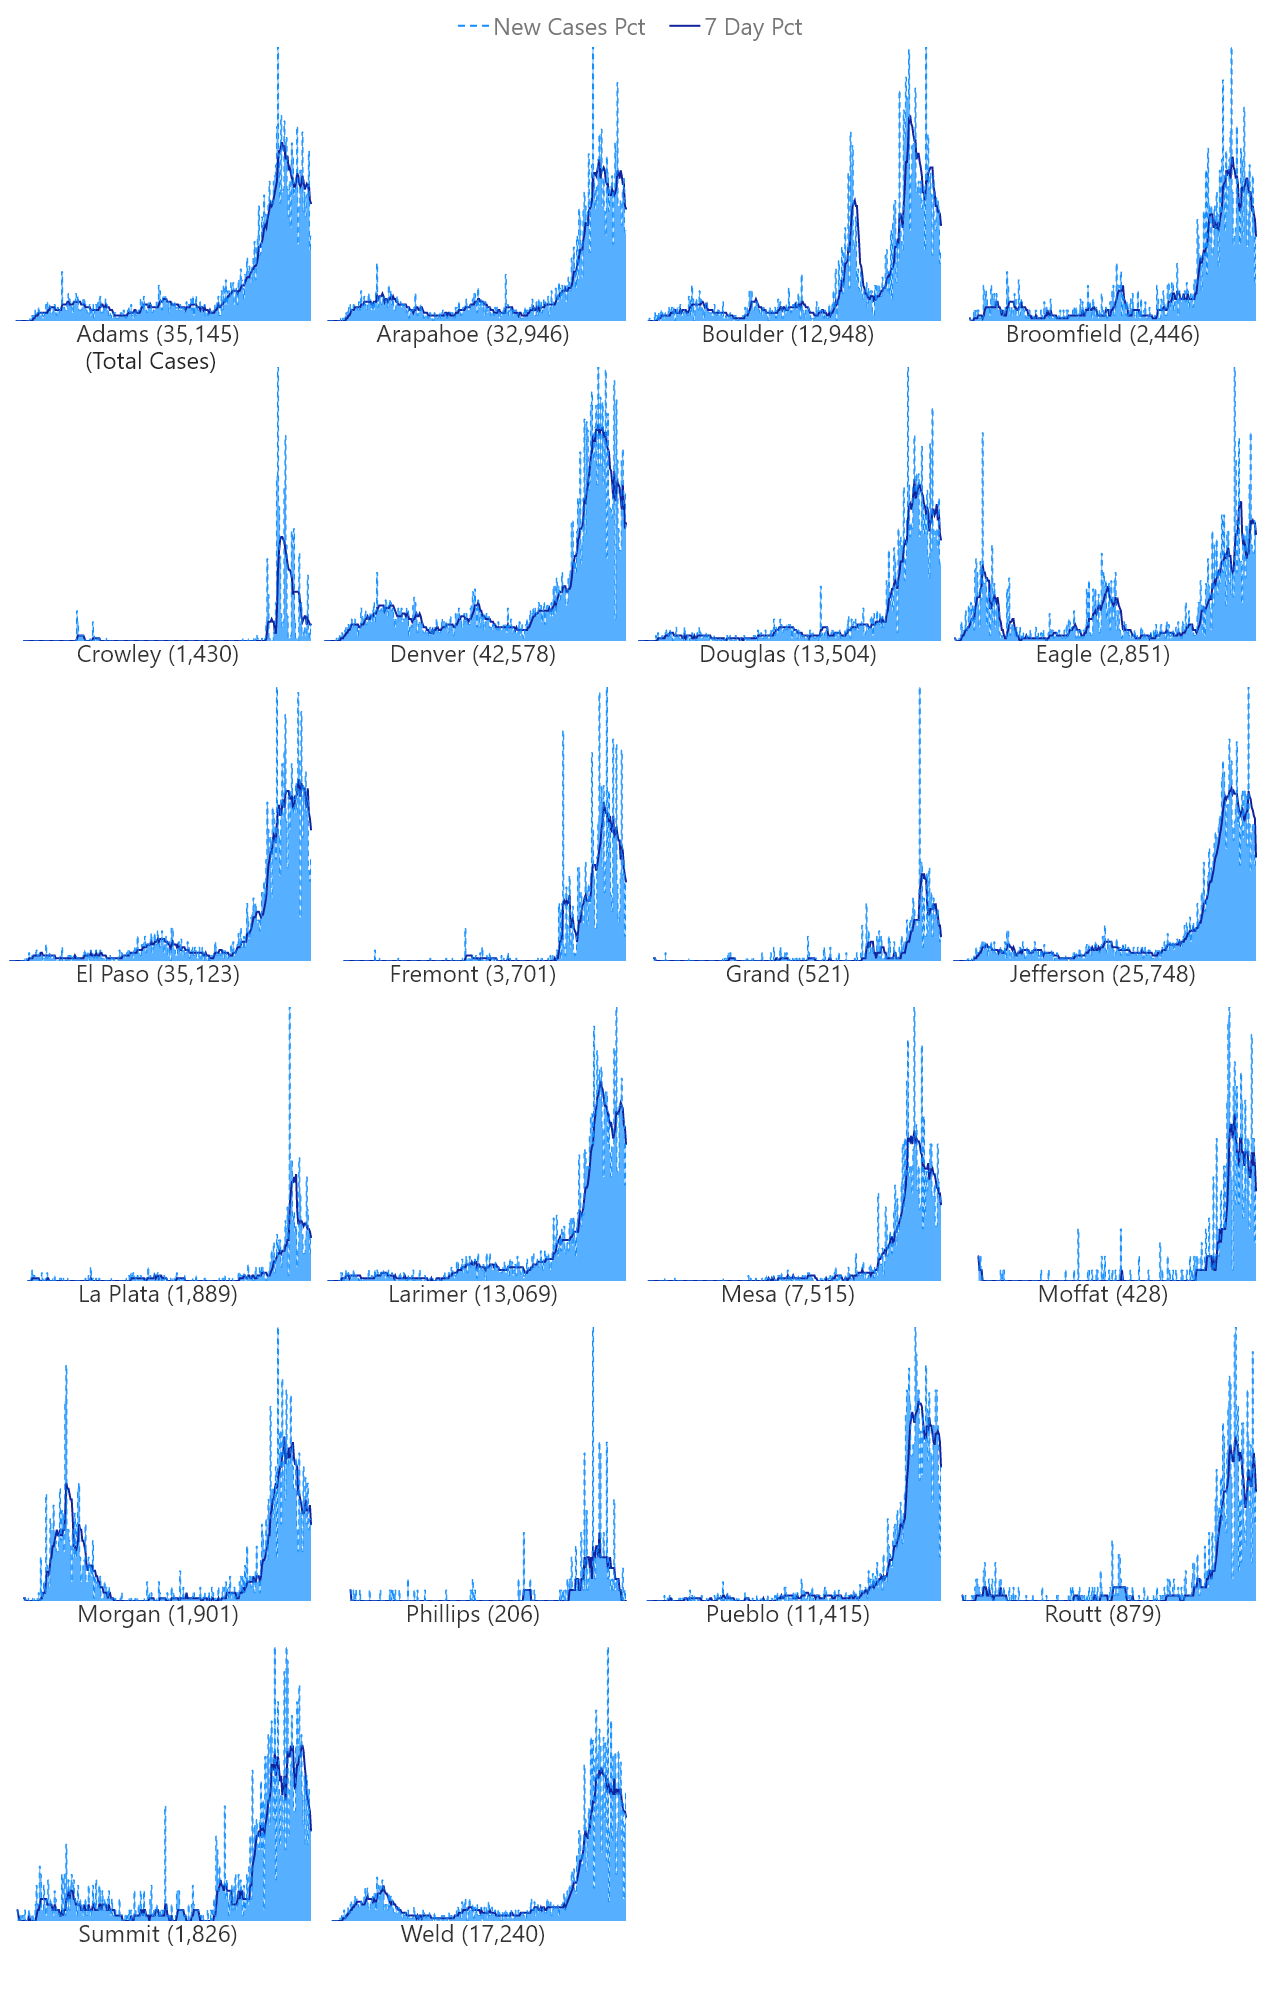 New Cases Pct 7 Day Pct
Adams (35,145) Arapahoe (32,946) Boulder (12,948) Broomfield (2,446)
(Total Cases)
Crowley (1,430) Denver (42,578) Douglas (13,504) Eagle (2,851)
El Paso (35,123) Fremont (3,701) Grand (521) Jefferson (25,748)
La Plata (1,889) Larimer (13,069) Mesa (7,515) Moffat (428)
Morgan (1,901) Phillips (206) Pueblo (11,415) Routt (879)
Summit (1,826) Weld (17,240)